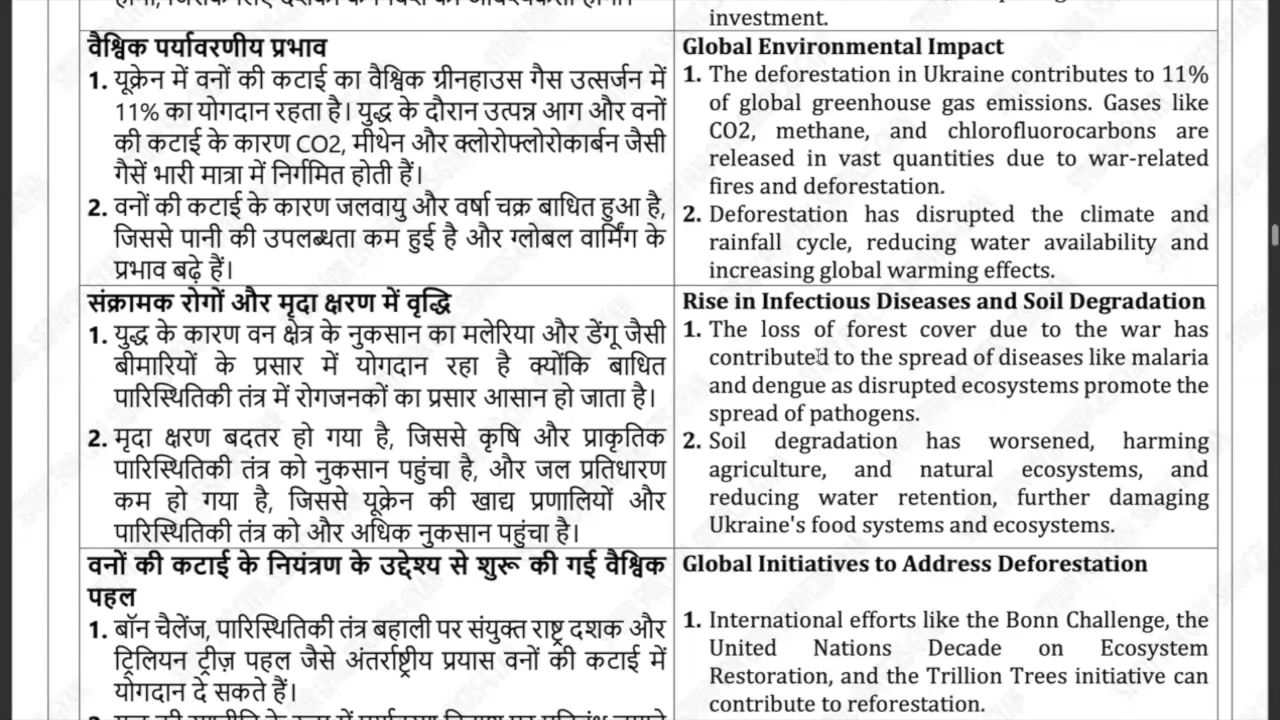 investment.
वैश्विक पर्यावरणीय प्रभाव
1. यूक्रेन में वनों की कटाई का वैश्विक ग्रीनहाउस गैस उत्सर्जन में
11% का योगदान रहता है। युद्ध के दौरान उत्पन्न आग और वनों
की कटाई के कारण CO2, मीथेन और क्लोरोफ्लोरोकार्बन जैसी
गैसें भारी मात्रा में निर्गमित होती हैं।
2. वनों की कटाई के कारण जलवायु और वर्षा चक्र बाधित हुआ है,
जिससे पानी की उपलब्धता कम हुई है और ग्लोबल वार्मिंग के
प्रभाव बढ़े हैं।
Global Environmental Impact
1. The deforestation in Ukraine contributes to 11%
of global greenhouse gas emissions. Gases like
CO2, methane, and chlorofluorocarbons are
released in vast quantities due to war-related
fires and deforestation.
2. Deforestation has disrupted the climate and
rainfall cycle, reducing water availability and
increasing global warming effects.
संक्रामक रोगों और मृदा क्षरण में वृद्धि
1. युद्ध के कारण वन क्षेत्र के नुकसान का मलेरिया और डेंगू जैसी
बीमारियों के प्रसार में योगदान रहा है क्योंकि बाधित
पारिस्थितिकी तंत्र में रोगजनकों का प्रसार आसान हो जाता है।
2. मृदा क्षरण बदतर हो गया है, जिससे कृषि और प्राकृतिक
पारिस्थितिकी तंत्र को नुकसान पहुंचा है, और जल प्रतिधारण
कम हो गया है, जिससे यूक्रेन की खाद्य प्रणालियों और
पारिस्थितिकी तंत्र को और अधिक नुकसान पहुंचा है।
Rise in Infectious Diseases and Soil Degradation
1. The loss of forest cover due to the war has
contributed to the spread of diseases like malaria
and dengue as disrupted ecosystems promote the
spread of pathogens.
2. Soil degradation has worsened, harming
agriculture, and natural ecosystems, and
reducing water retention, further damaging
Ukraine's food systems and ecosystems.
वनों की कटाई के नियंत्रण के उद्देश्य से शुरू की गई वैश्विक
पहल
1. बॉन चैलेंज, पारिस्थितिकी तंत्र बहाली पर संयुक्त राष्ट्र दशक और
ट्रिलियन ट्रीज़ पहल जैसे अंतर्राष्ट्रीय प्रयास वनों की कटाई में
योगदान दे सकते हैं।
Global Initiatives to Address Deforestation
1. International efforts like the Bonn Challenge, the
United Nations Decade on Ecosystem
Restoration, and the Trillion Trees initiative can
contribute to reforestation.